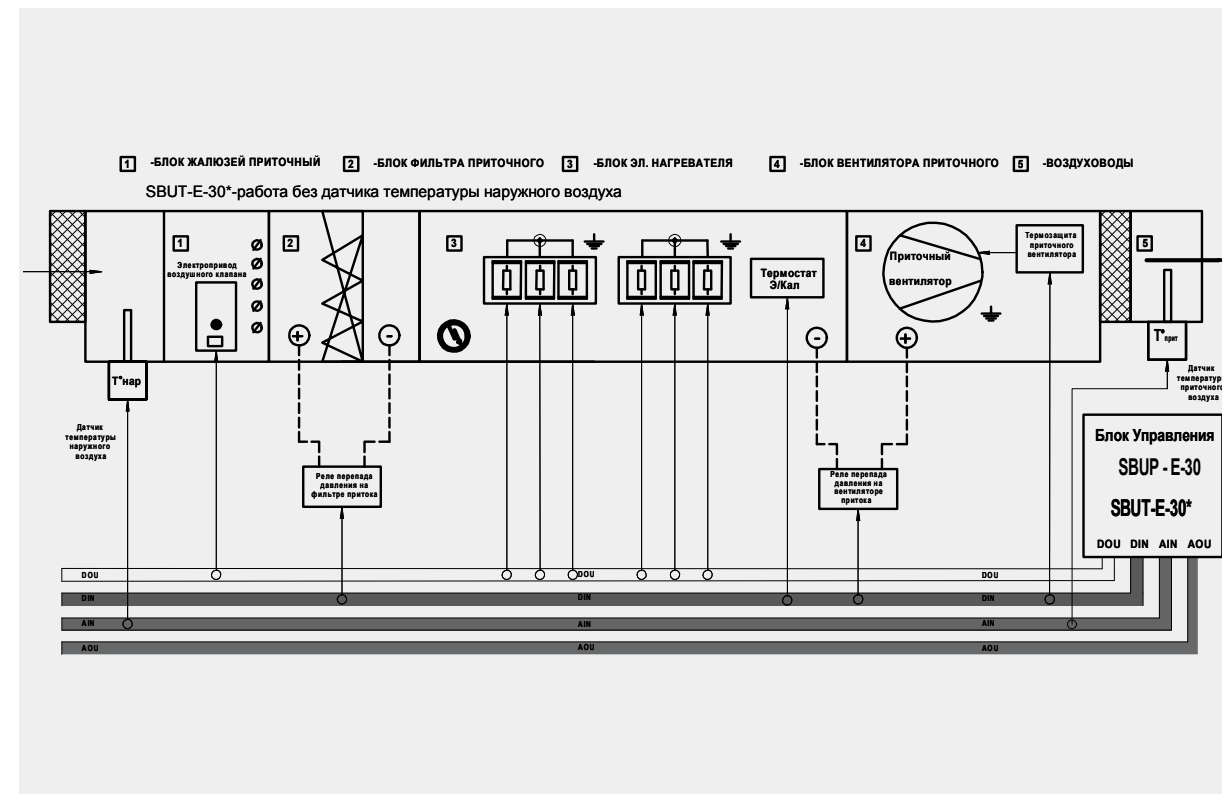 1 -БЛОК ЖАЛЮЗЕЙ ПРИТОЧНЫЙ 2 -БЛОК ФИЛЬТРА ПРИТОЧНОГО 3 -БЛОК ЭЛ. НАГРЕВАТЕЛЯ 4 -БЛОК ВЕНТИЛЯТОРА ПРИТОЧНОГО 5 -ВОЗДУХОВОДЫ
SBUT-E-30*-работа без датчика температуры наружного воздуха
1
Электропривод
воздушного клапана
2
+
-
3
Термостат
Э/Кал
-
4
Приточный
вентилятор
+
Термозащита
приточного
вентилятора
5
T°нар
Датчик
температуры
наружного
воздуха
T°прит
Датчик
температур
приточного
воздуха
Реле перепада
давления на
фильтре притока
Реле перепада
давления на
вентиляторе
притока
Блок Управления
SBUP - E-30
SBUT-E-30*
DOU DIN AIN AOU
DOU DOU DOU
DIN DIN DIN
AIN AIN AIN
AOU AOU AOU